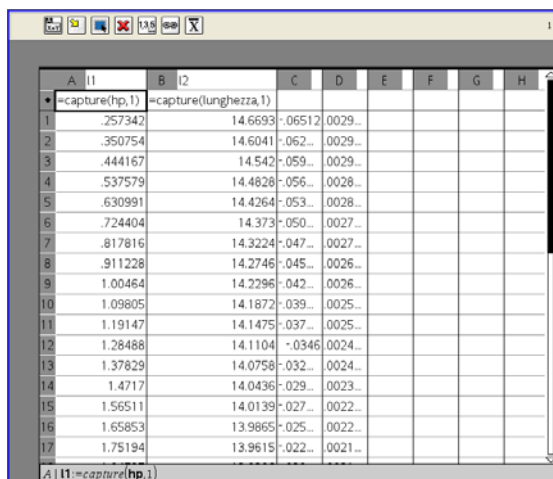 1
A l1 B l2 C D E F G H
=capture(hp,1) =capture(lunghezza,1)
1 .257342 14.6693 -.06512 .0029...
2 .350754 14.6041 -.062... .0029...
3 .444167 14.542 -.059... .0029...
4 .537579 14.4828 -.056... .0028...
5 .630991 14.4264 -.053... .0028...
6 .724404 14.373 -.050... .0027...
7 .817816 14.3224 -.047... .0027...
8 .911228 14.2746 -.045... .0026...
9 1.00464 14.2296 -.042... .0026...
10 1.09805 14.1872 -.039... .0025...
11 1.19147 14.1475 -.037... .0025...
12 1.28488 14.1104 -.0346 .0024...
13 1.37829 14.0758 -.032... .0024...
14 1.4717 14.0436 -.029... .0023...
15 1.56511 14.0139 -.027... .0022...
16 1.65853 13.9865 -.025... .0022...
17 1.75194 13.9615 -.022... .0021...
A l1:=capture(hp,1)